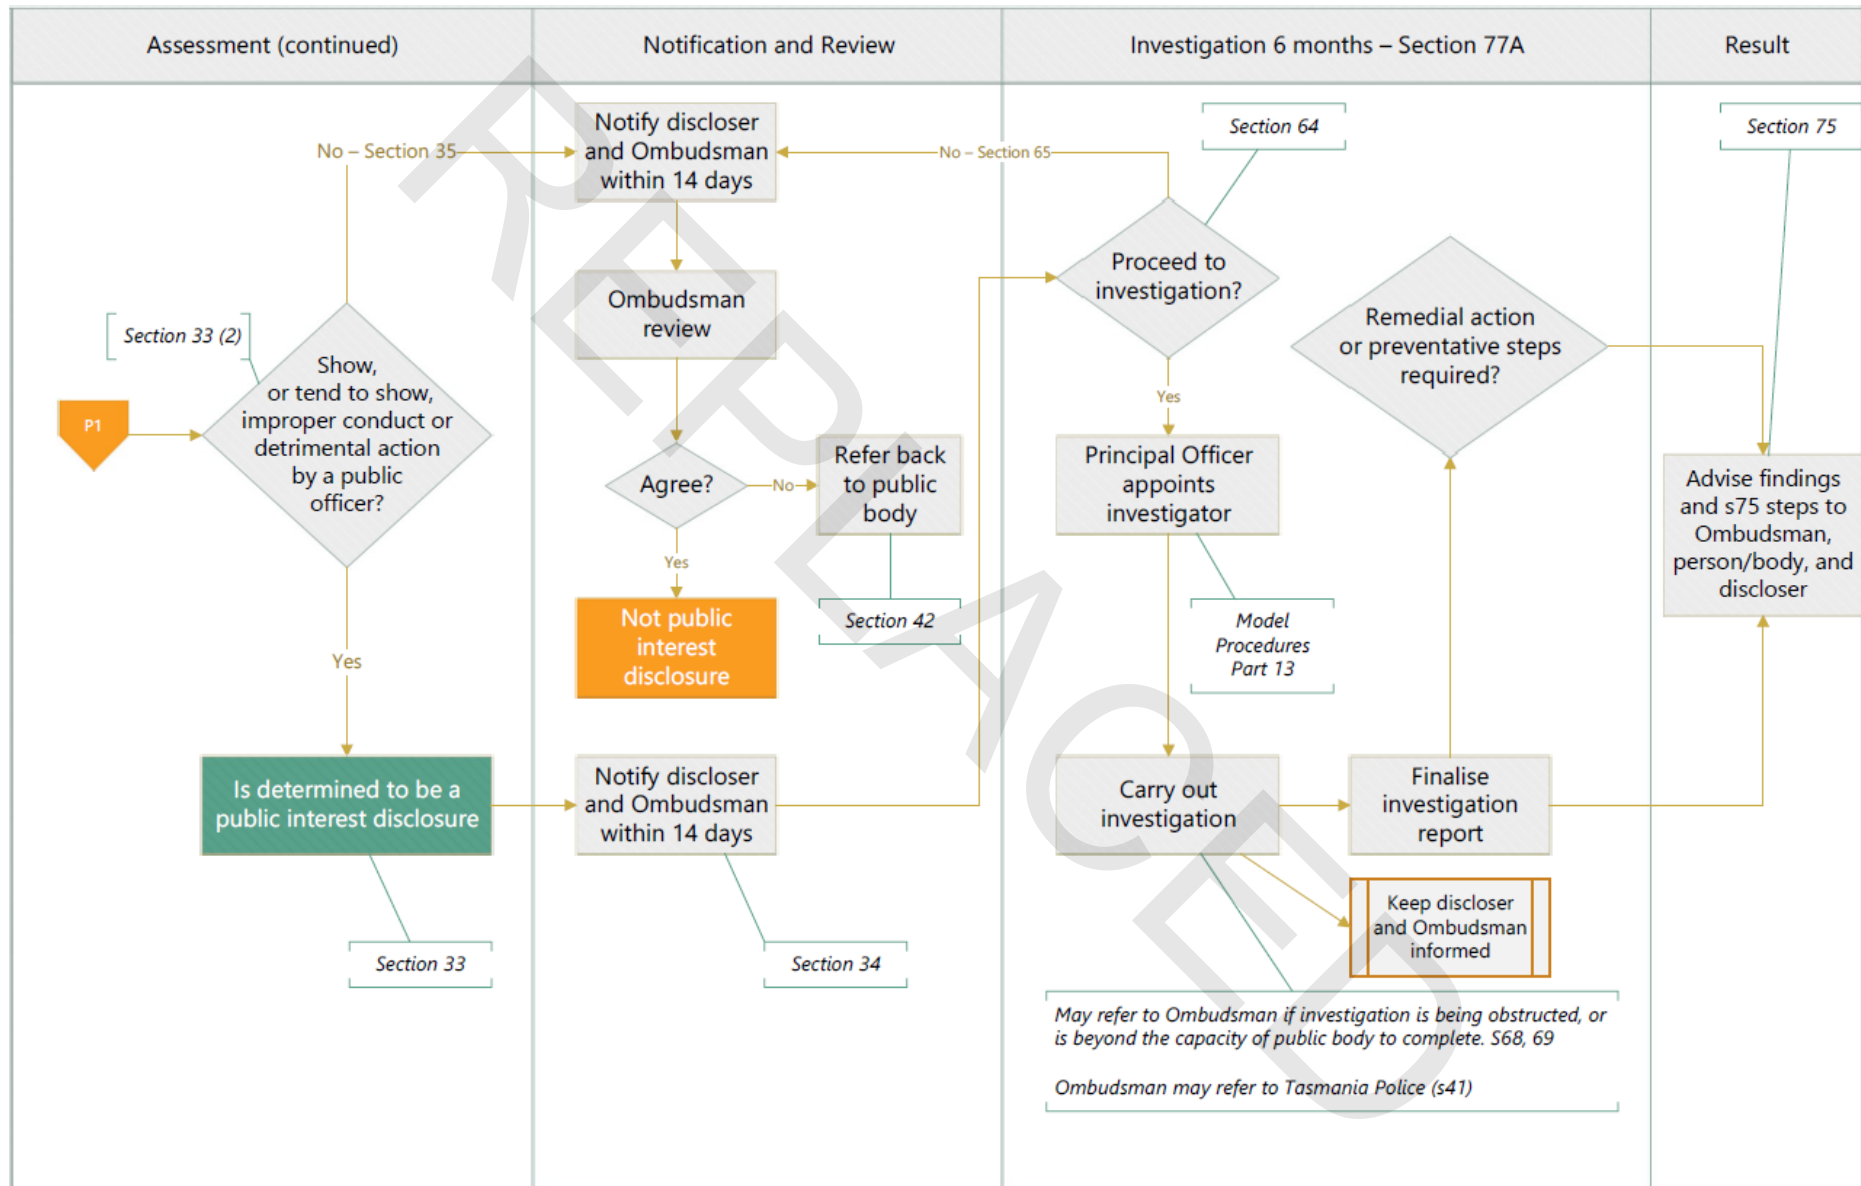 Assessment (continued)
Notification and Review
Investigation 6 months – Section 77A
Result
No – Section 35
Section 33 (2)
P1
Show,
or tend to show,
improper conduct or
detrimental action
by a public
officer?
Yes
Is determined to be a
public interest disclosure
Section 33
Notify discloser
and Ombudsman
within 14 days
Ombudsman
review
Agree?
No
Refer back
to public
body
Section 42
Yes
Not public
interest
disclosure
Notify discloser
and Ombudsman
within 14 days
Section 34
No – Section 65
Section 64
Proceed to
investigation?
Yes
Principal Officer
appoints
investigator
Model
Procedures
Part 13
Carry out
investigation
Finalise
investigation
report
Keep discloser
and Ombudsman
informed
May refer to Ombudsman if investigation is being obstructed, or
is beyond the capacity of public body to complete. S68, 69
Ombudsman may refer to Tasmania Police (s41)
Remedial action
or preventative steps
required?
Section 75
Advise findings
and s75 steps to
Ombudsman,
person/body, and
discloser
REPLACED